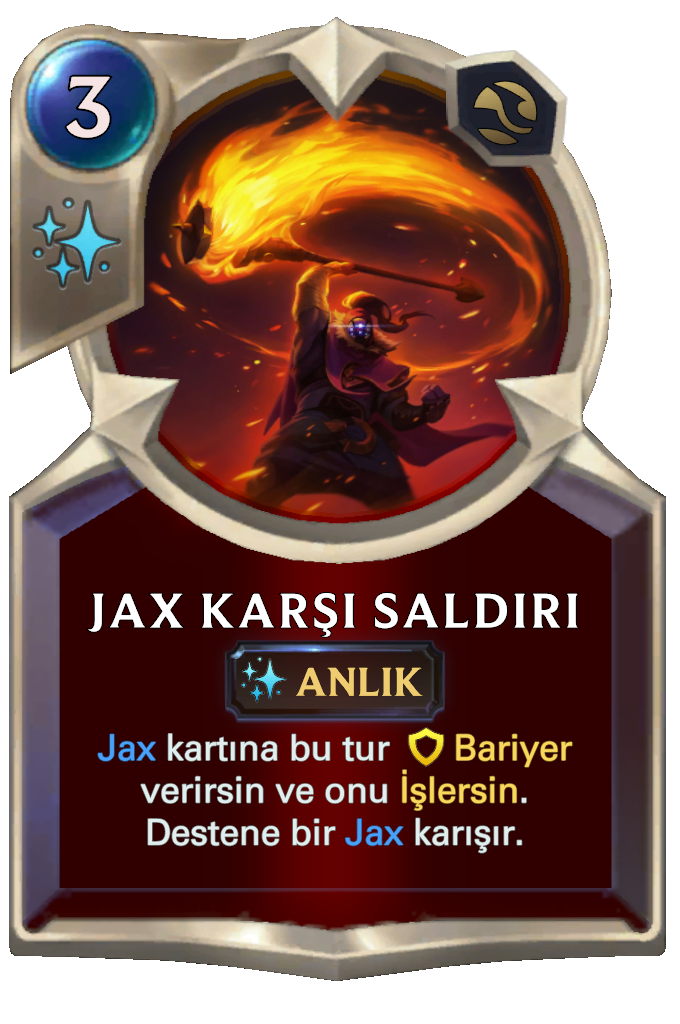 3
JAX KARŞI SALDIRI
ANLIK
Jax kartına bu tur Bariyer
verirsin ve onu İşlersin.
Destene bir Jax karışır.